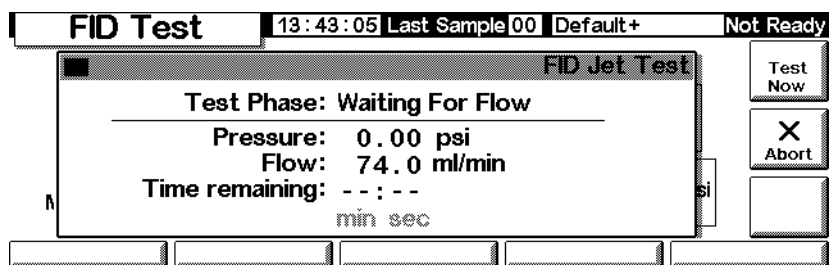 FID Test 13:43:05 Last Sample 00 Default+ Not Ready
FID Jet Test
Test Now
Test Phase: Waiting For Flow
Pressure: 0.00 psi
Flow: 74.0 ml/min
Abort
Time remaining: --:--
min sec